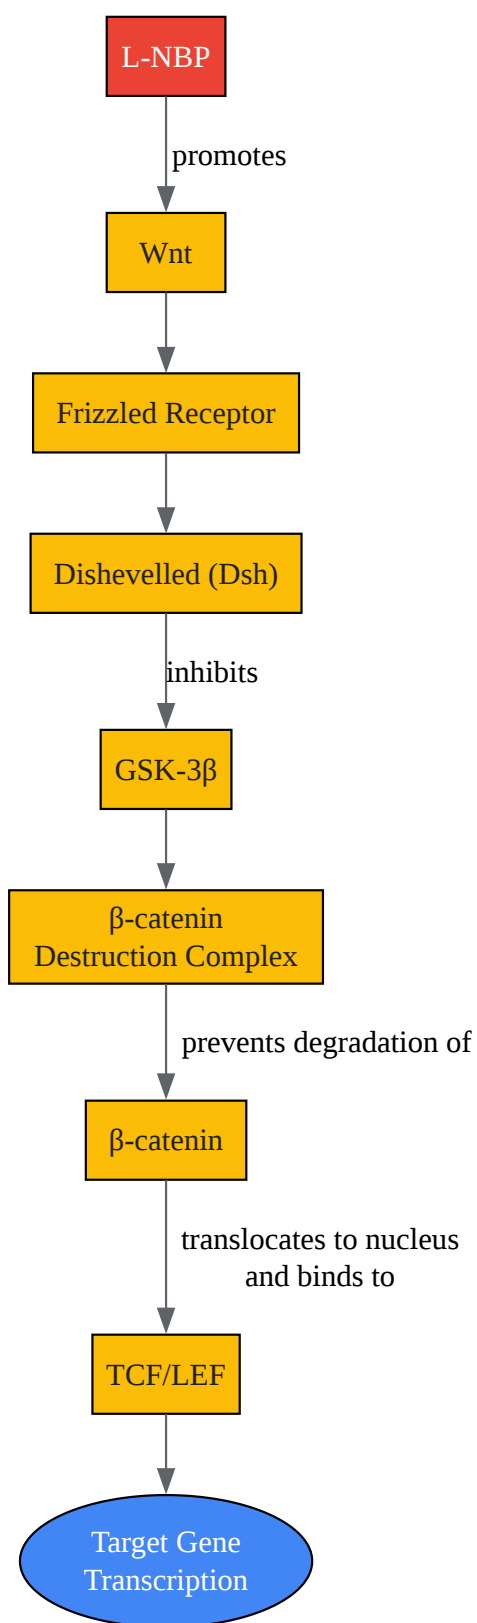 L-NBP
promotes
Wnt
Frizzled Receptor
Dishevelled (Dsh)
inhibits
GSK-3β
β-catenin
Destruction Complex
prevents degradation of
β-catenin
translocates to nucleus
and binds to
TCF/LEF
Target Gene
Transcription